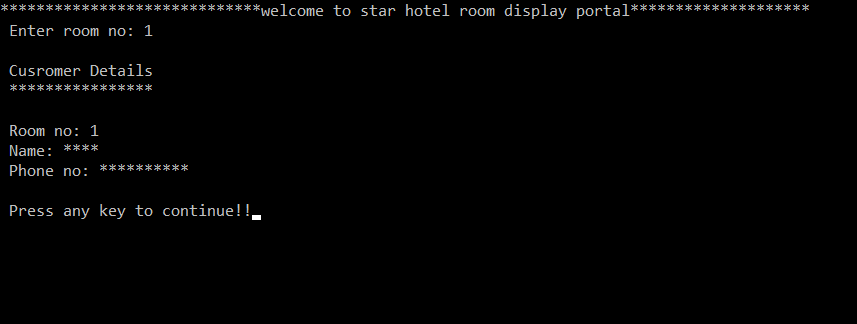 *****************************welcome to star hotel room display portal********************
Enter room no: 1
Cusromer Details
****************
Room no: 1
Name: ****
Phone no: **********
Press any key to continue!!